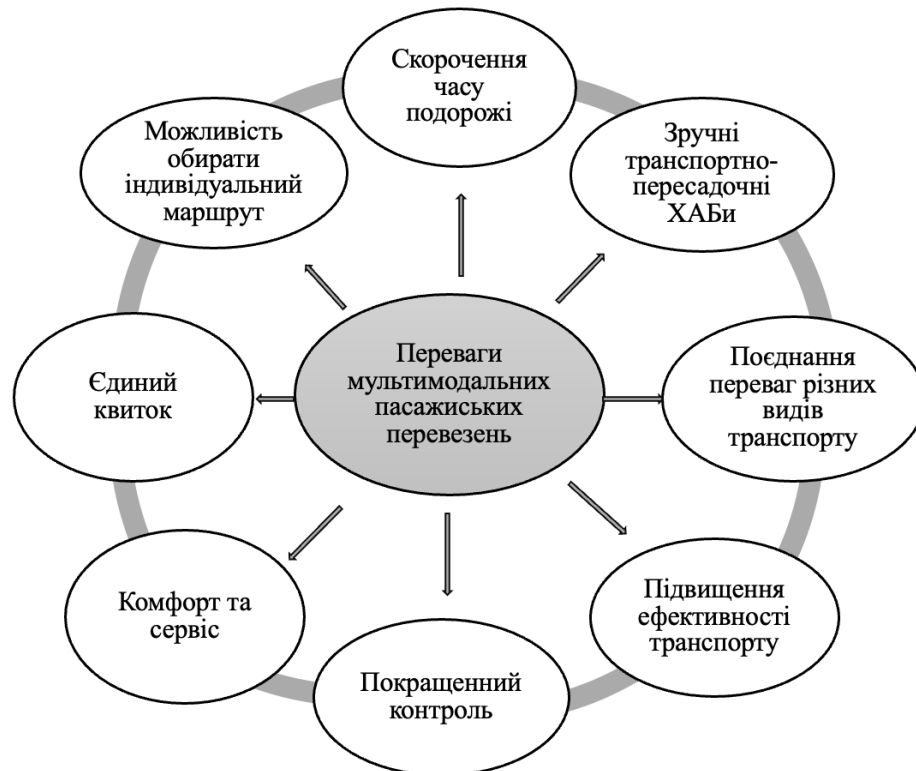 Скорочення
часу
подорожі
Зручні
транспортно-
пересадочні
ХАБи
Поєднання
переваг різних
видів
транспорту
Підвищення
ефективності
транспорту
Покращенний
контроль
Комфорт та
сервіс
Єдиний
квиток
Можливість
обирати
індивідуальний
маршрут
Переваги
мультимодальних
пасажиських
перевезень